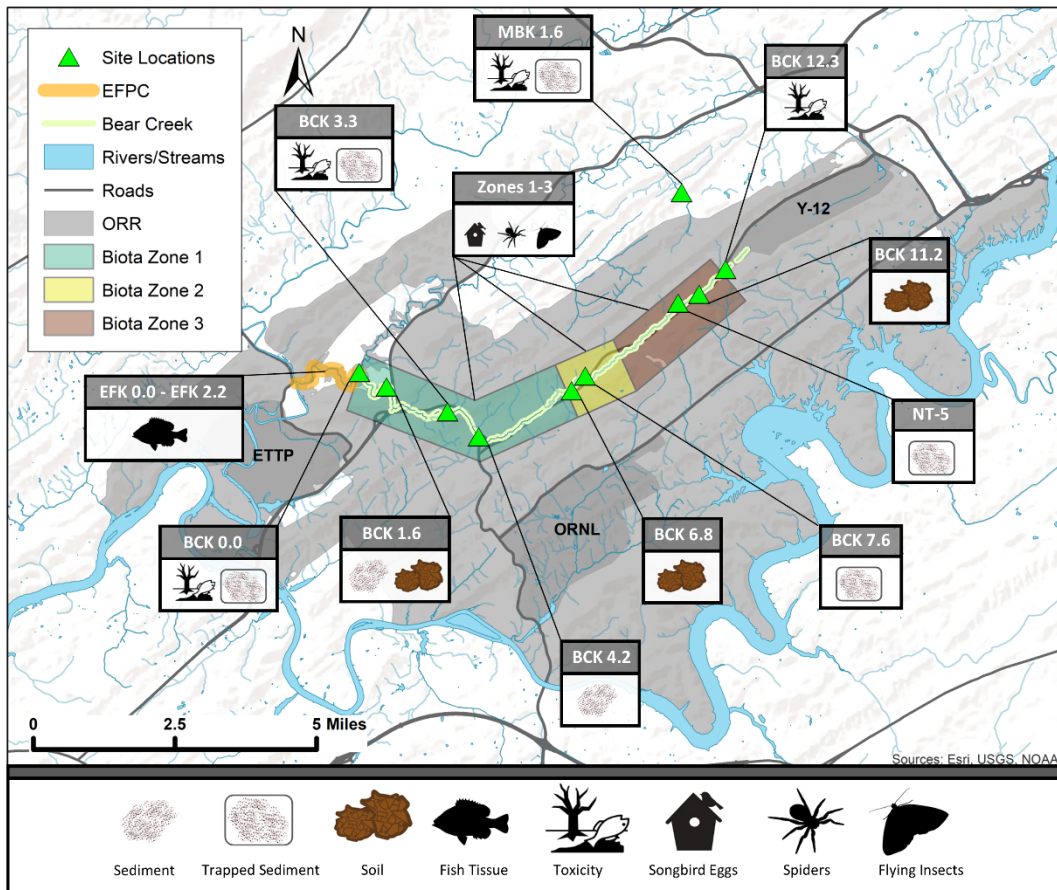 N
MBK 1.6
BCK 12.3
Site Locations
EFPC
Bear Creek
Rivers/Streams
Roads
ORR
Biota Zone 1
Biota Zone 2
Biota Zone 3
BCK 3.3
Zones 1-3
Y-12
BCK 11.2
EFK 0.0 - EFK 2.2
ETTP
NT-5
ORNL
BCK 0.0
BCK 1.6
BCK 6.8
BCK 7.6
BCK 4.2
0 2.5 5 Miles
Sources: Esri, USGS, NOAA
Sediment Trapped Sediment Soil Fish Tissue Toxicity Songbird Eggs Spiders Flying Insects